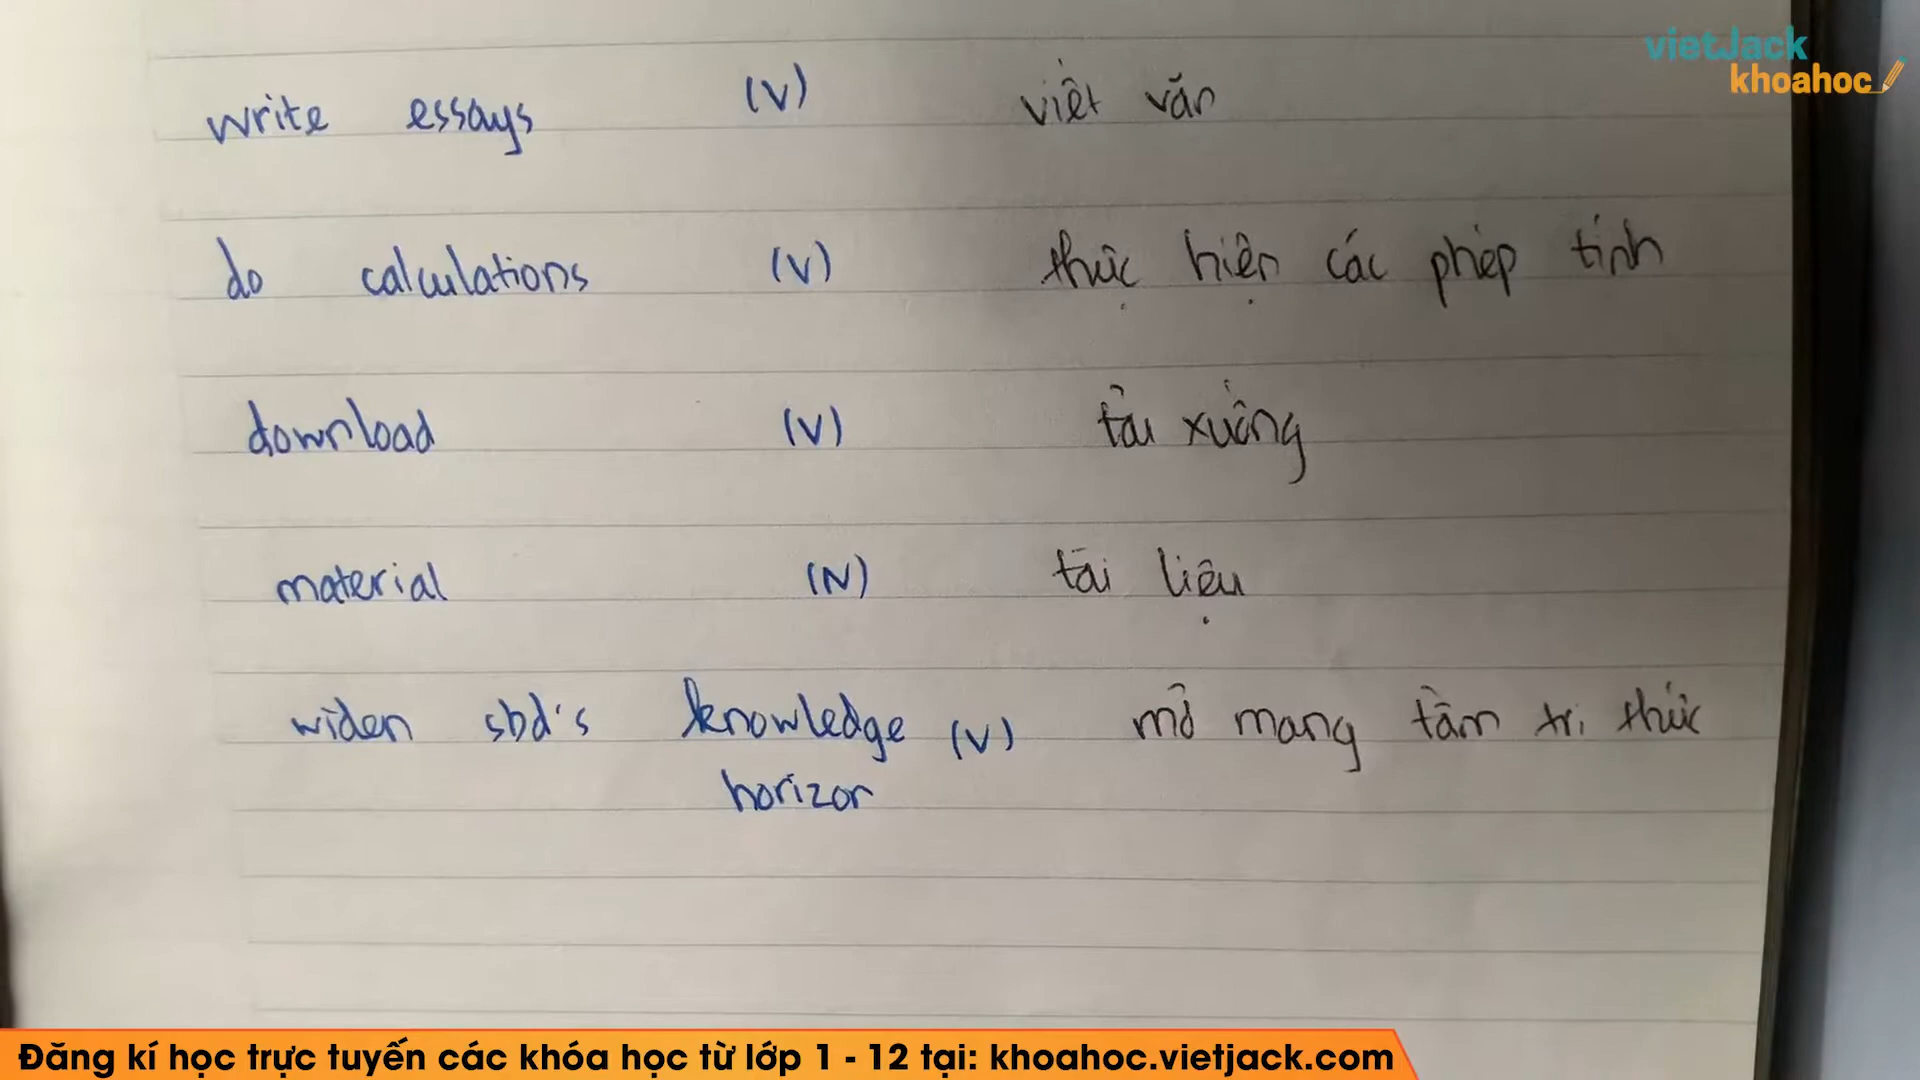 vietJack
khoahoc
write essays (V) viết văn
do calculations (V) thực hiện các phép tính
download (V) tải xuống
material (N) tài liệu
widen sbd's knowledge (V) mở mang tầm tri thức
horizon
Đăng kí học trực tuyến các khóa học từ lớp 1 - 12 tại: khoahoc.vietjack.com